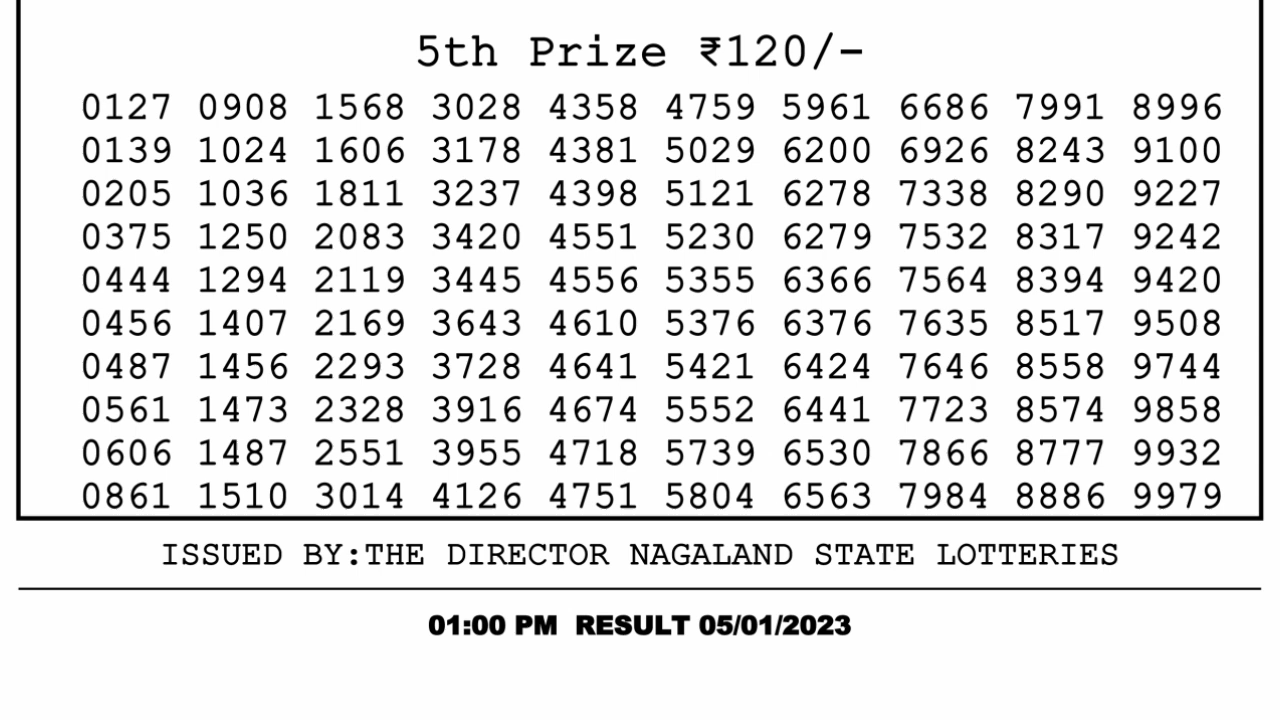 5th Prize ₹120/-
0127 0908 1568 3028 4358 4759 5961 6686 7991 8996
0139 1024 1606 3178 4381 5029 6200 6926 8243 9100
0205 1036 1811 3237 4398 5121 6278 7338 8290 9227
0375 1250 2083 3420 4551 5230 6279 7532 8317 9242
0444 1294 2119 3445 4556 5355 6366 7564 8394 9420
0456 1407 2169 3643 4610 5376 6376 7635 8517 9508
0487 1456 2293 3728 4641 5421 6424 7646 8558 9744
0561 1473 2328 3916 4674 5552 6441 7723 8574 9858
0606 1487 2551 3955 4718 5739 6530 7866 8777 9932
0861 1510 3014 4126 4751 5804 6563 7984 8886 9979
ISSUED BY:THE DIRECTOR NAGALAND STATE LOTTERIES
01:00 PM RESULT 05/01/2023